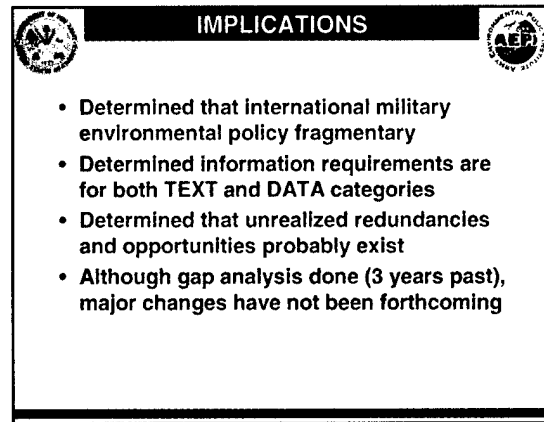 IMPLICATIONS
AEPI
• Determined that international military
environmental policy fragmentary
• Determined information requirements are
for both TEXT and DATA categories
• Determined that unrealized redundancies
and opportunities probably exist
• Although gap analysis done (3 years past),
major changes have not been forthcoming